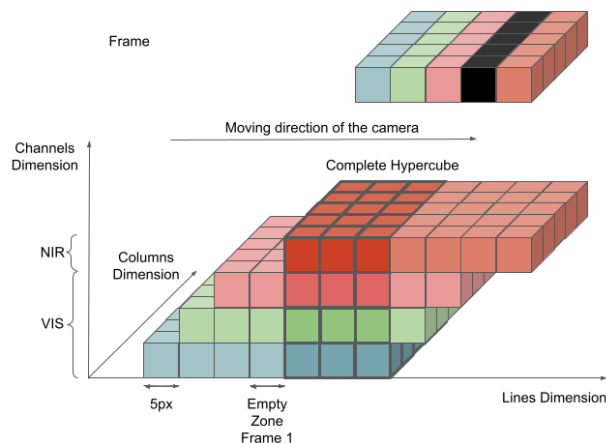 Frame
Moving direction of the camera
Channels
Dimension
Complete Hypercube
Columns
Dimension
NIR
VIS
5px
Empty
Zone
Frame 1
Lines Dimension